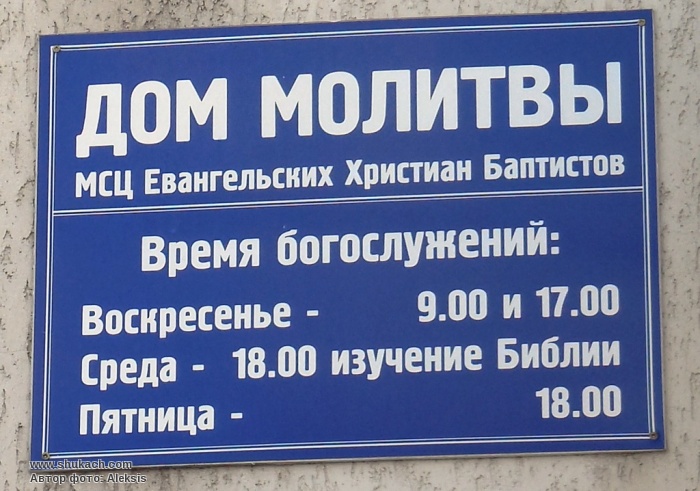 ДОМ МОЛИТВЫ
МСЦ Евангельских Христиан Баптистов
Время богослужений:
Воскресенье - 9.00 и 17.00
Среда - 18.00 изучение Библии
Пятница - 18.00
www.shukach.com
Автор фото: Aleksis